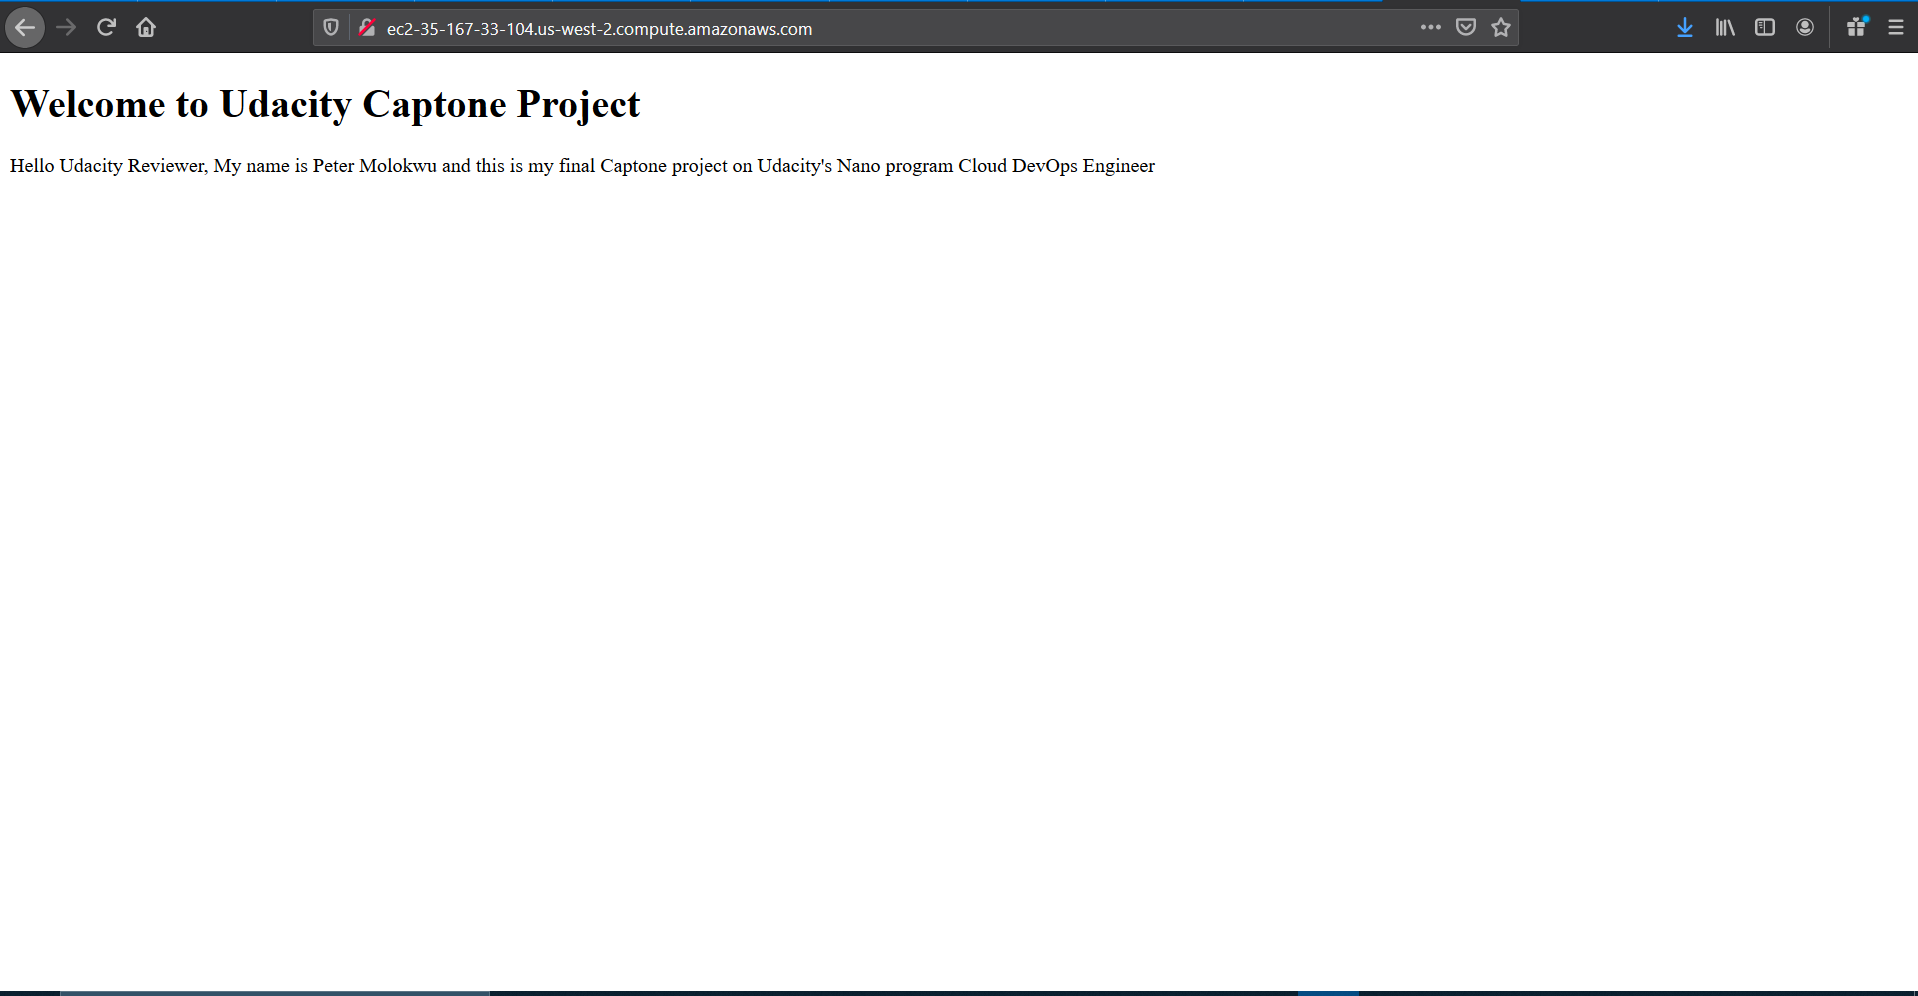 ec2-35-167-33-104.us-west-2.compute.amazonaws.com
Welcome to Udacity Captone Project
Hello Udacity Reviewer, My name is Peter Molokwu and this is my final Captone project on Udacity's Nano program Cloud DevOps Engineer